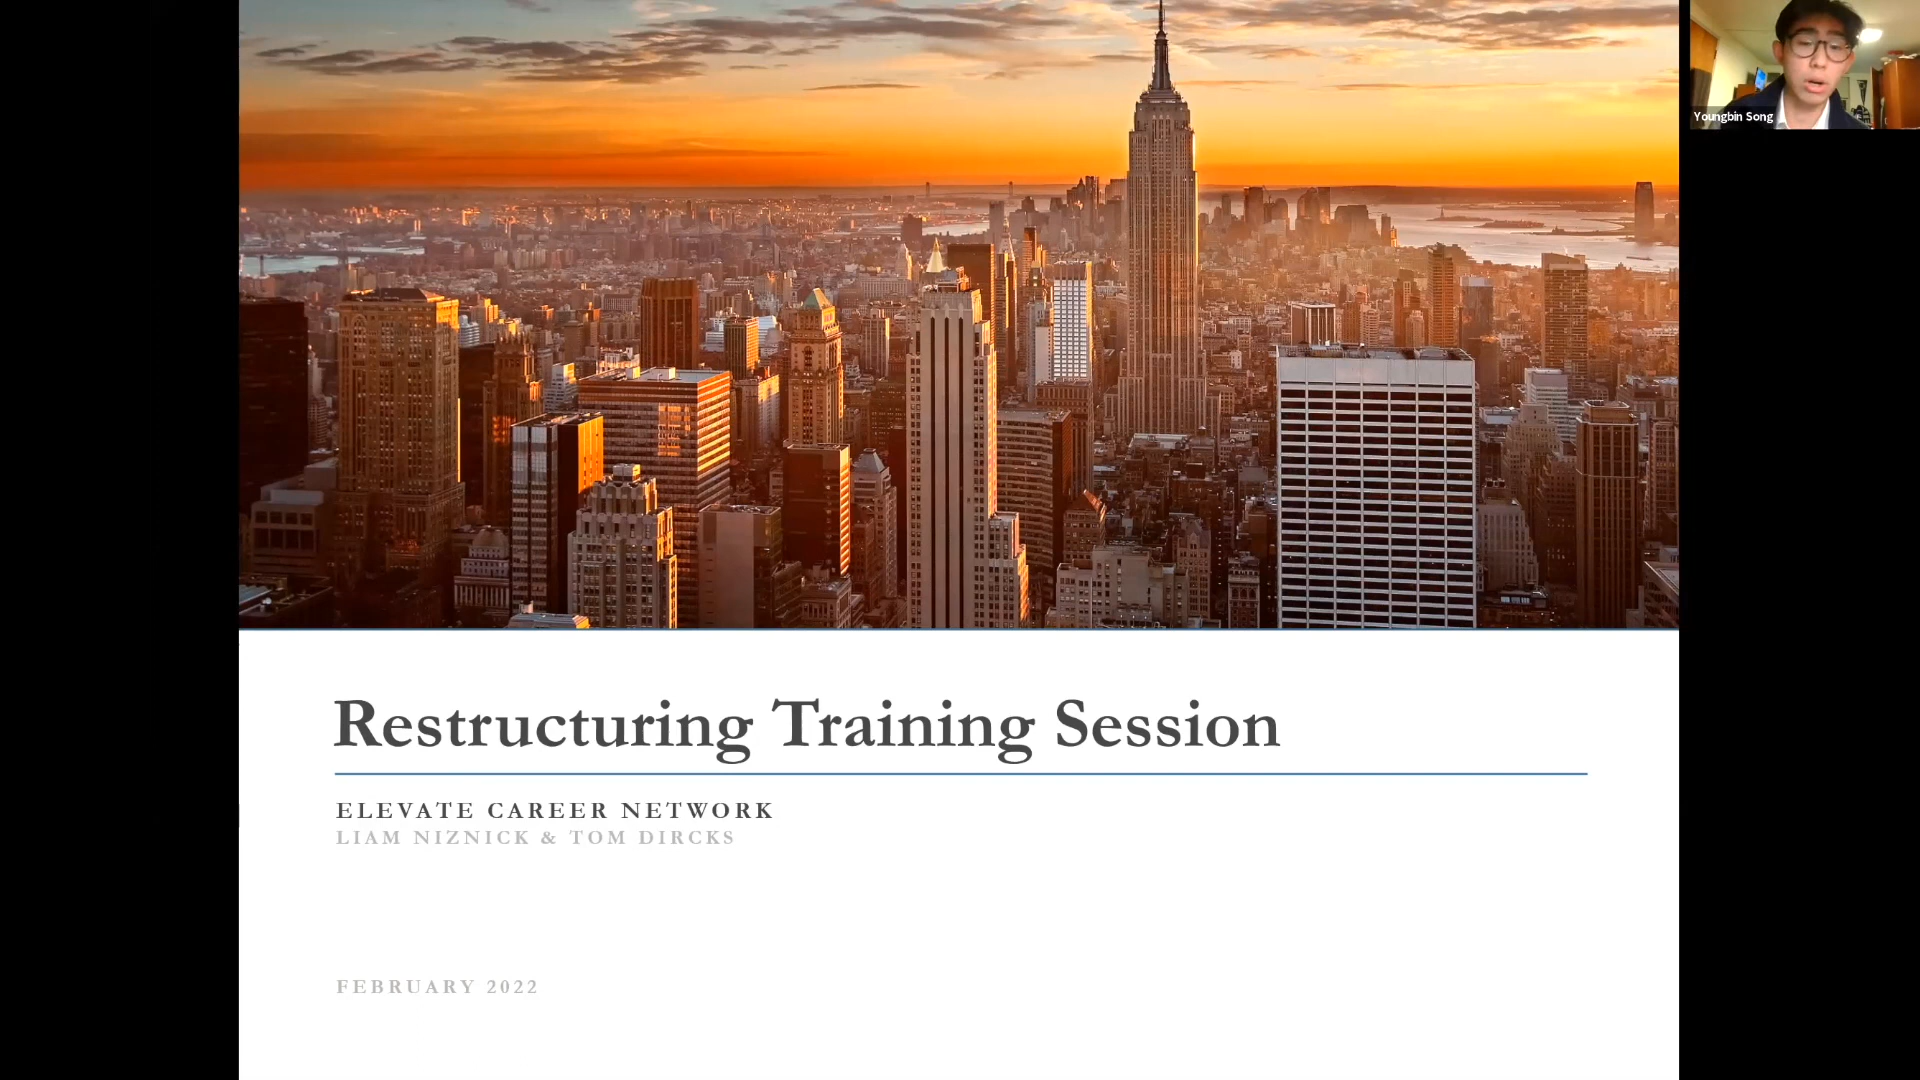 Youngbin Song
Restructuring Training Session
ELEVATE CAREER NETWORK
LIAM NIZNICK & TOM DIRCKS
FEBRUARY 2022